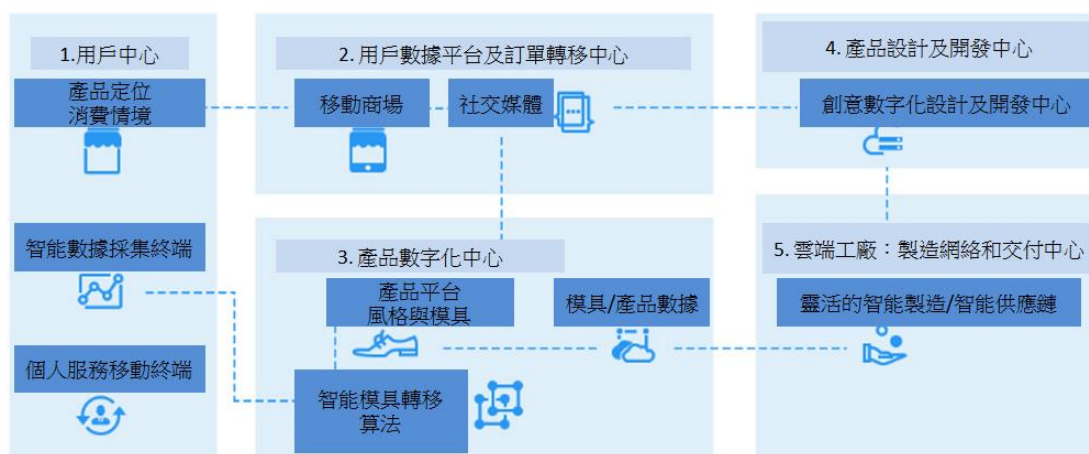 1.用戶中心
產品定位
消費情境
智能數據採集終端
個人服務移動終端
2. 用戶數據平台及訂單轉移中心
移動商場
社交媒體
3. 產品數字化中心
產品平台
風格與模具
模具/產品數據
智能模具轉移
算法
4. 產品設計及開發中心
創意數字化設計及開發中心
5. 雲端工廠：製造網絡和交付中心
靈活的智能製造/智能供應鏈